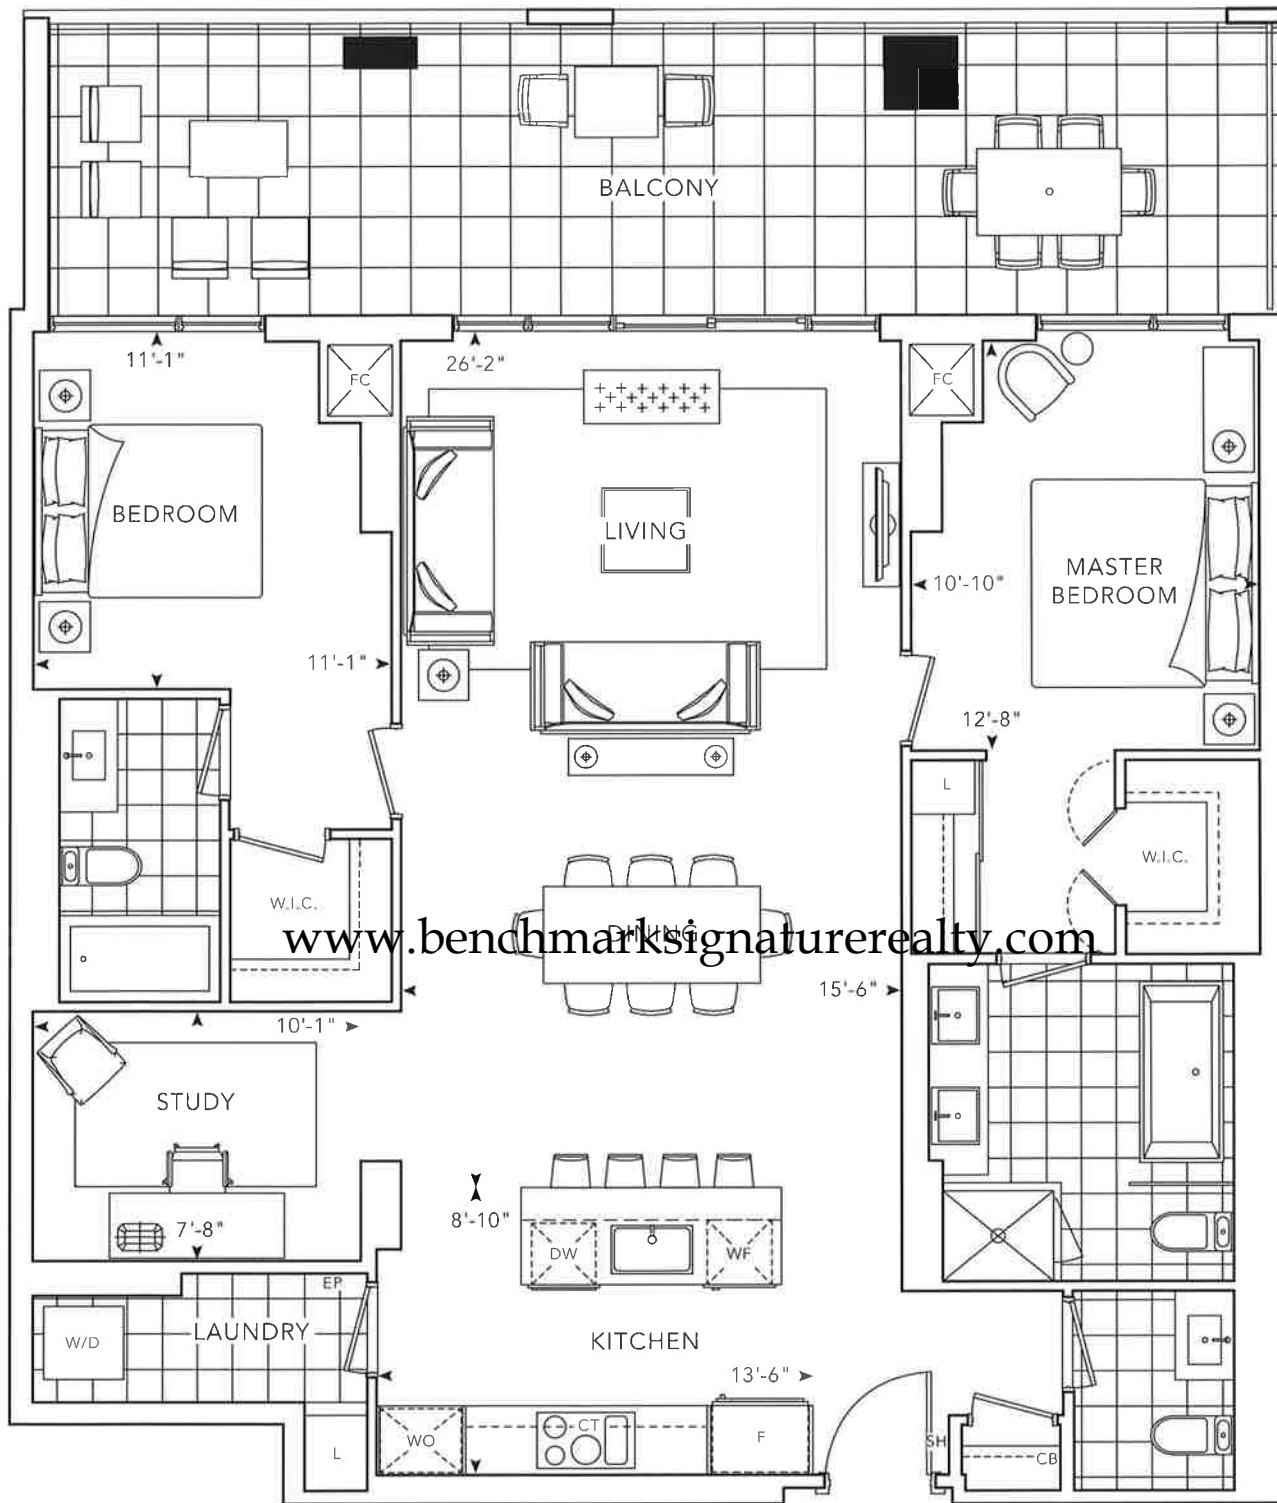 BALCONY
11'-1"
26'-2"
FC
FC
BEDROOM
LIVING
MASTER
BEDROOM
10'-10"
11'-1"
12'-8"
L
W.I.C.
W.I.C.
DINING
www.benchmarksignaturerealty.com
15'-6"
10'-1"
STUDY
8'-10"
7'-8"
DW
WF
EP
LAUNDRY
W/D
KITCHEN
13'-6"
CT
WO
F
SH
L
CB